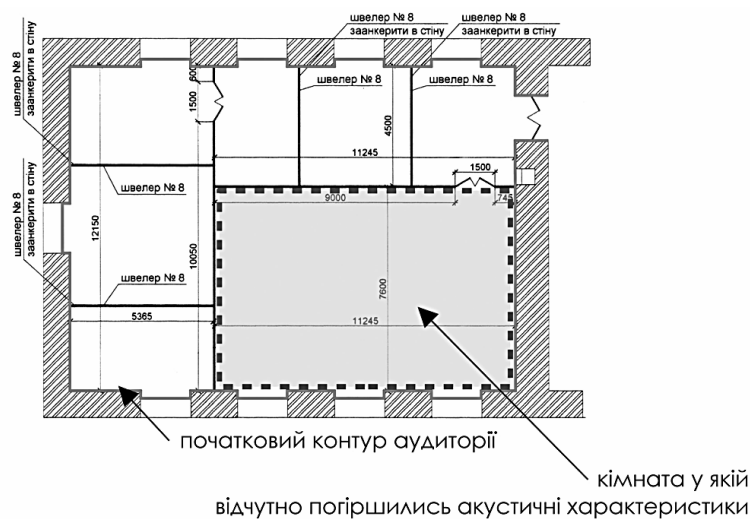 швелер № 8
заанкерити в стіну
швелер № 8
заанкерити в стіну
швелер № 8
заанкерити в стіну
600
1500
швелер № 8
швелер № 8
4500
11245
1500
швелер № 8
9000
745
швелер № 8
заанкерити в стіну
12150
10050
7600
швелер № 8
5365
11245
початковий контур аудиторії
кімната у якій
відчутно погіршились акустичні характеристики